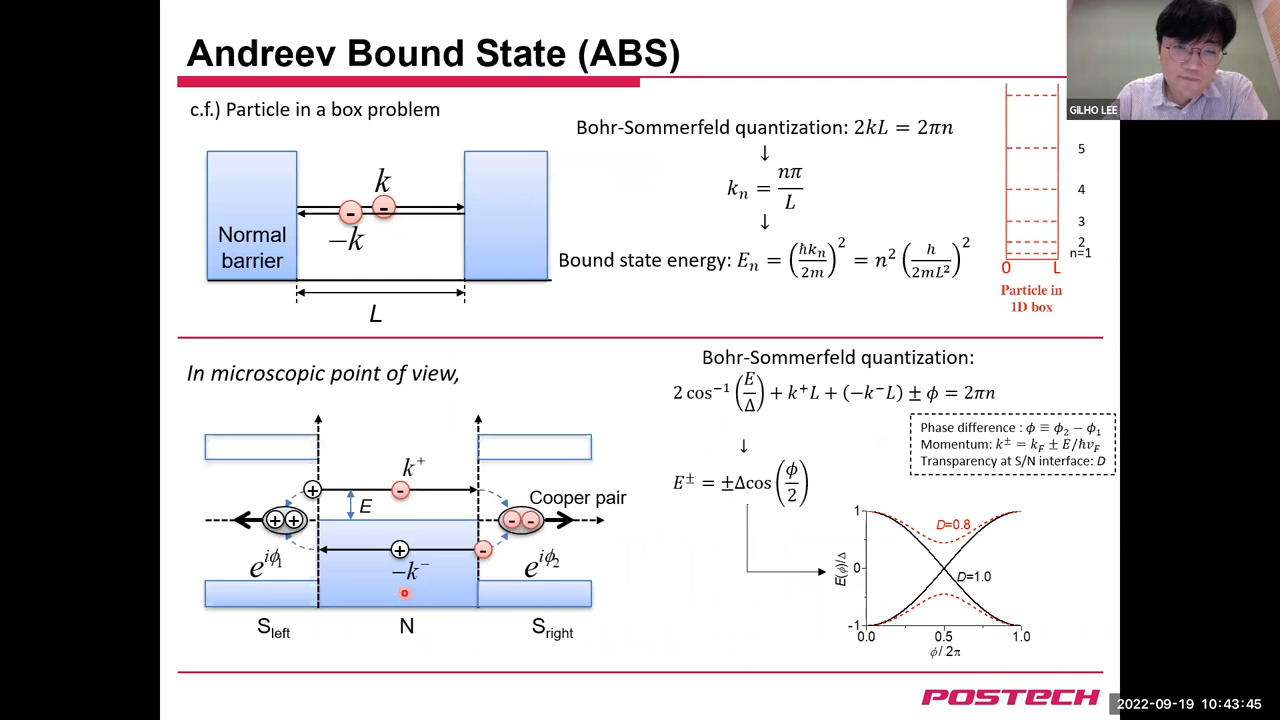 Andreev Bound State (ABS)
GILHO LEE
c.f.) Particle in a box problem
Bohr-Sommerfeld quantization: 2kL = 2πn
↓
k_n = nπ/L
↓
Bound state energy: E_n = (ħk_n/2m)^2 = n^2 (h/2mL^2)^2
k
-
-
−k
Normal
barrier
L
5
4
3
2
n=1
0 L
Particle in
1D box
In microscopic point of view,
Bohr-Sommerfeld quantization:
2 cos^−1 (E/Δ) + k^+L + (−k^−L) ± ϕ = 2πn
↓
E^± = ±Δcos(ϕ/2)
Phase difference : ϕ ≡ ϕ_2 − ϕ_1
Momentum: k^± = k_F ± E/ħv_F
Transparency at S/N interface: D
k^+
+
-
E
Cooper pair
+ +
- -
+
-
e^iϕ_1
−k^−
e^iϕ_2
S_left
N
S_right
1
0
-1
E(ϕ)/Δ
D=0.8
D=1.0
0.0 0.5 1.0
ϕ/ 2π
POSTECH
2022-09-19 10:43:45